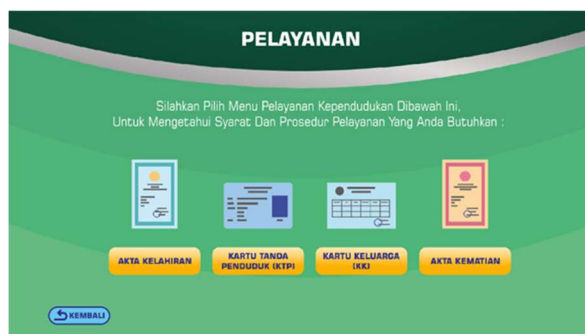 PELAYANAN
Silahkan Pilih Menu Pelayanan Kependudukan Dibawah Ini,
Untuk Mengetahui Syarat Dan Prosedur Pelayanan Yang Anda Butuhkan :
AKTA KELAHIRAN
KARTU TANDA
PENDUDUK (KTP)
KARTU KELUARGA
(KK)
AKTA KEMATIAN
KEMBALI